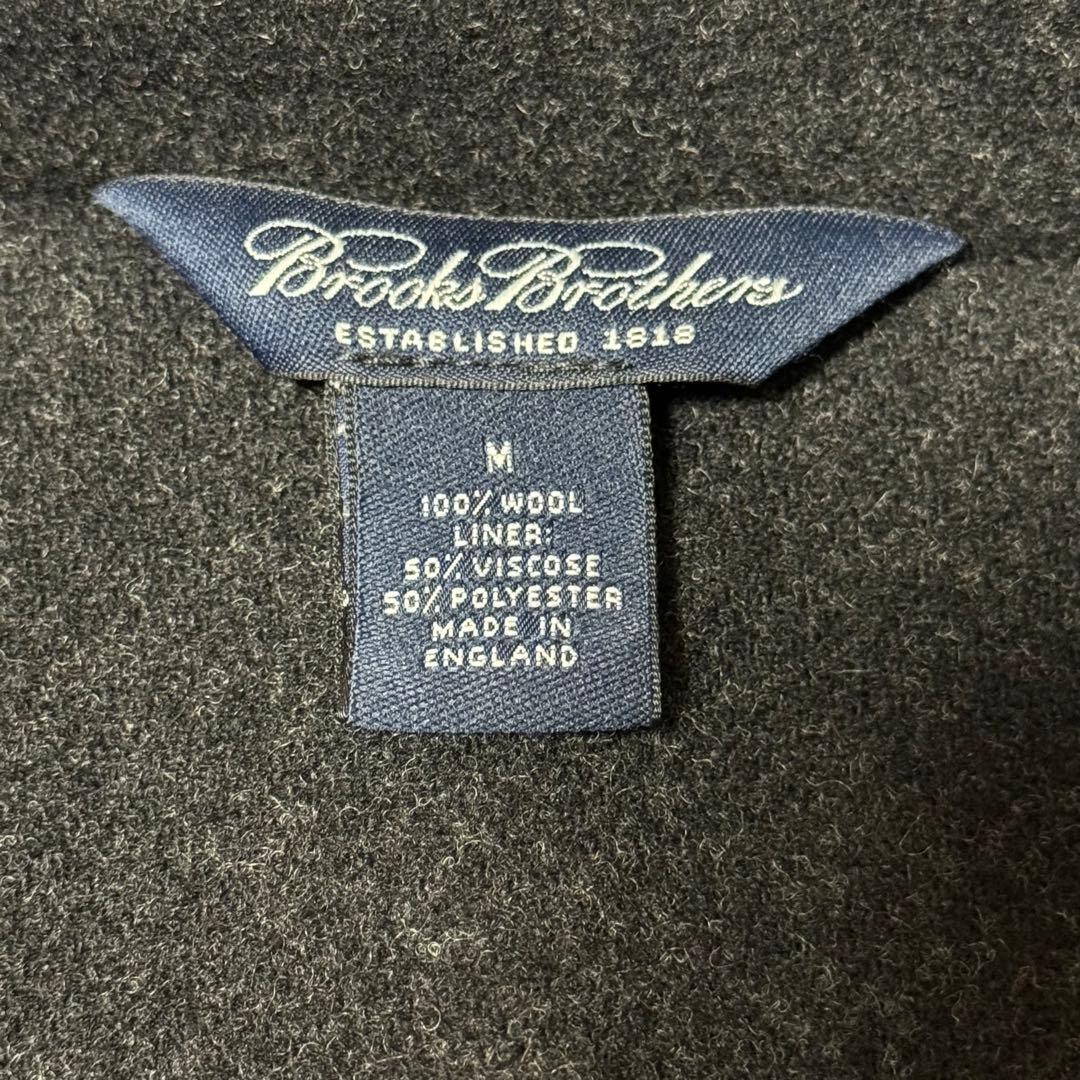 Brooks Brothers
ESTABLISHED 1818
M
100% WOOL
LINER:
50% VISCOSE
50% POLYESTER
MADE IN
ENGLAND